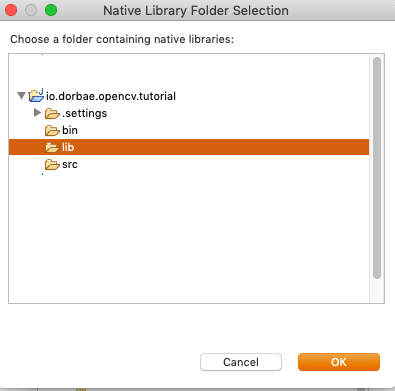 Native Library Folder Selection
Choose a folder containing native libraries:
io.dorbae.opencv.tutorial
.settings
bin
lib
src
Cancel
OK